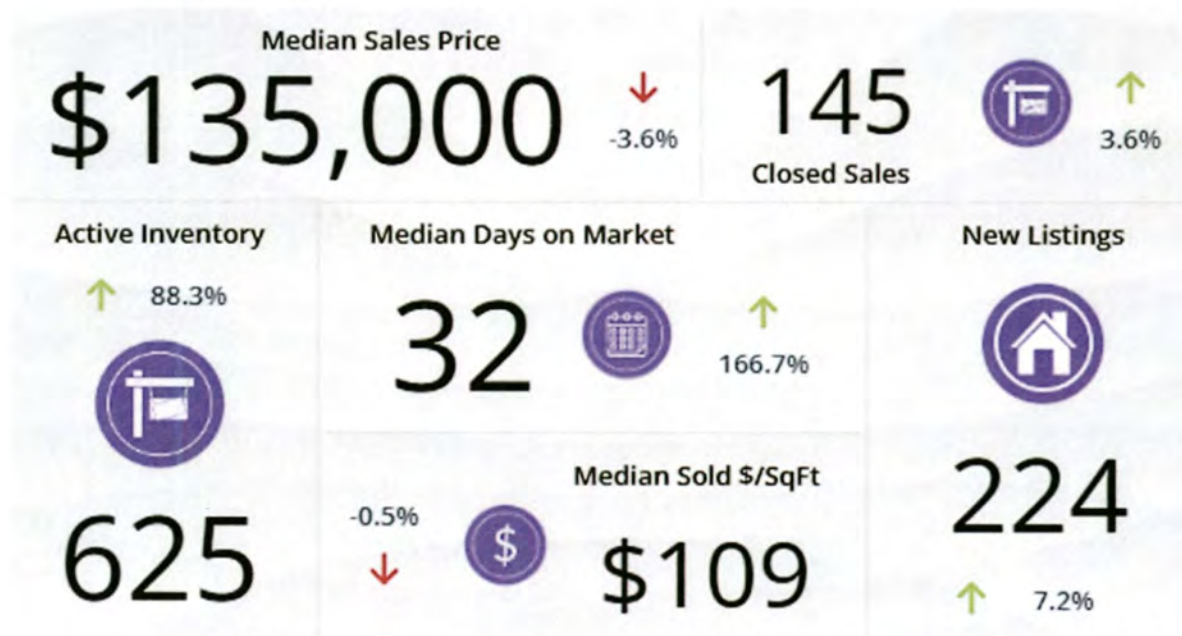 Median Sales Price
$135,000
-3.6%
145
Closed Sales
3.6%
Active Inventory
88.3%
625
Median Days on Market
32
166.7%
Median Sold $/SqFt
-0.5%
$
$109
New Listings
224
7.2%